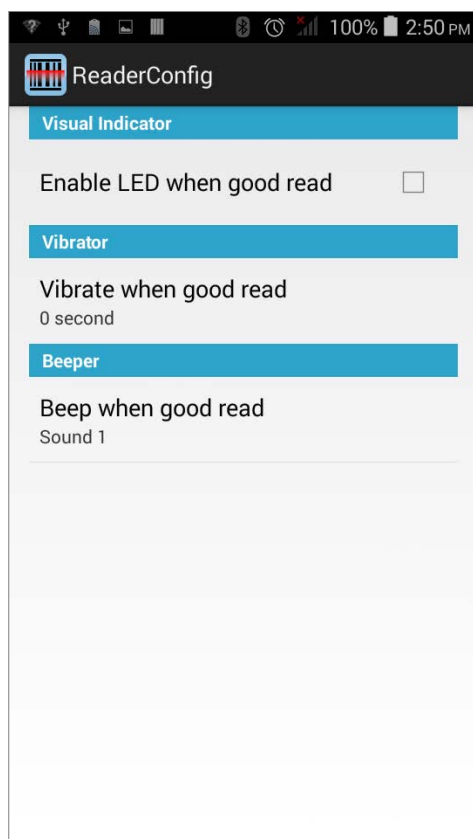 100% 2:50 PM
ReaderConfig
Visual Indicator
Enable LED when good read
Vibrator
Vibrate when good read
0 second
Beeper
Beep when good read
Sound 1